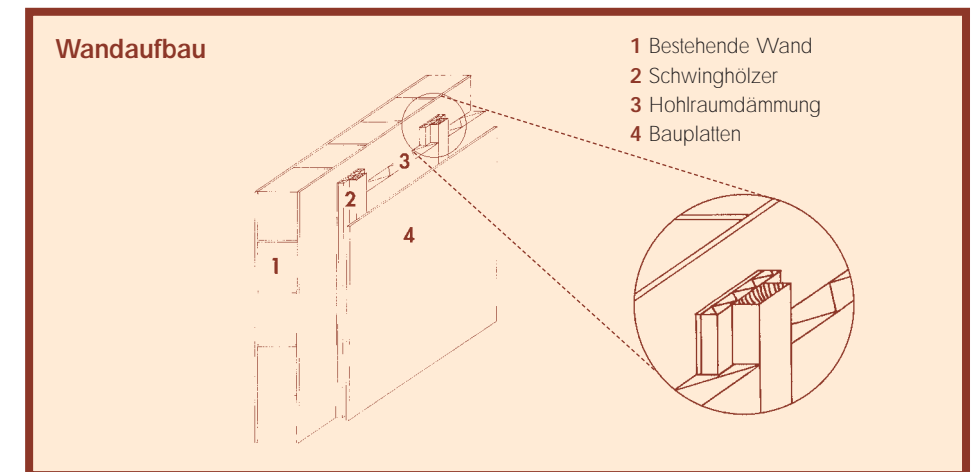 Wandaufbau
1 Bestehende Wand
2 Schwinghölzer
3 Hohlraumdämmung
4 Bauplatten
3
2
4
1